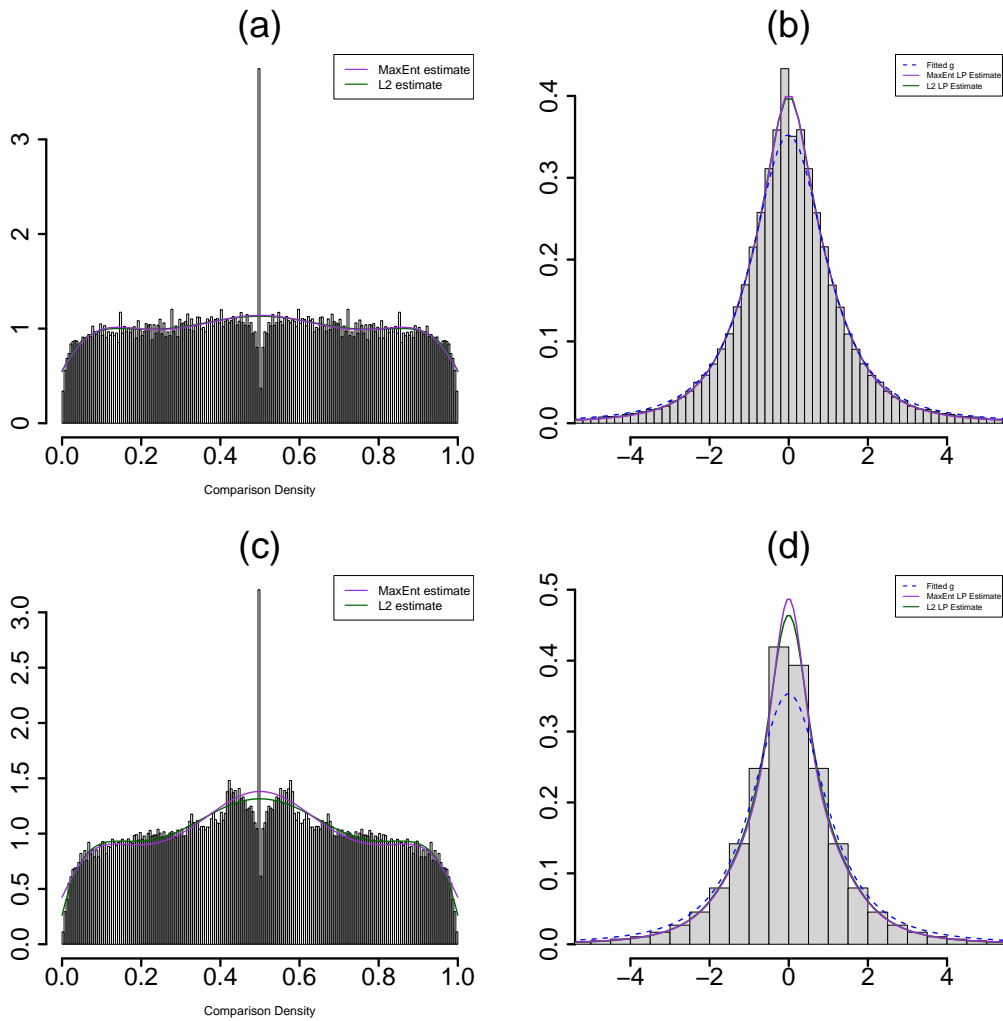 (a)
MaxEnt estimate
L2 estimate
0
1
2
3
0.0 0.2 0.4 0.6 0.8 1.0
Comparison Density
(b)
Fitted g
MaxEnt LP Estimate
L2 LP Estimate
0.0
0.1
0.2
0.3
0.4
−4 −2 0 2 4
(c)
MaxEnt estimate
L2 estimate
0.0
0.5
1.0
1.5
2.0
2.5
3.0
0.0 0.2 0.4 0.6 0.8 1.0
Comparison Density
(d)
Fitted g
MaxEnt LP Estimate
L2 LP Estimate
0.0
0.1
0.2
0.3
0.4
0.5
−4 −2 0 2 4